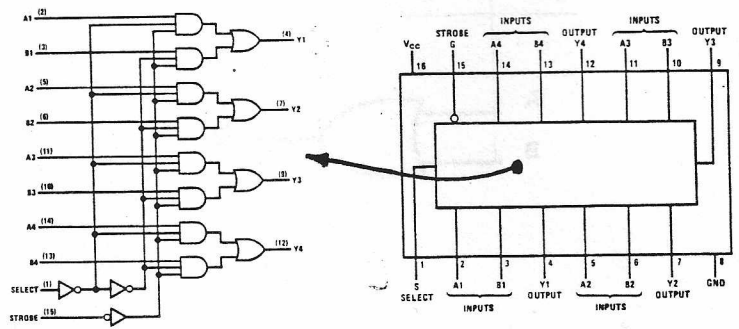 A1 (2)
(4) Y1
B1 (3)
A2 (5)
(7) Y2
B2 (6)
A3 (11)
(9) Y3
B3 (10)
A4 (14)
(12) Y4
B4 (13)
SELECT (1)
STROBE (15)
INPUTS INPUTS
STROBE OUTPUT OUTPUT
VCC G A4 B4 Y4 A3 B3 Y3
16 15 14 13 12 11 10 9
1 2 3 4 5 6 7 8
S A1 B1 Y1 A2 B2 Y2 GND
SELECT OUTPUT OUTPUT
INPUTS INPUTS